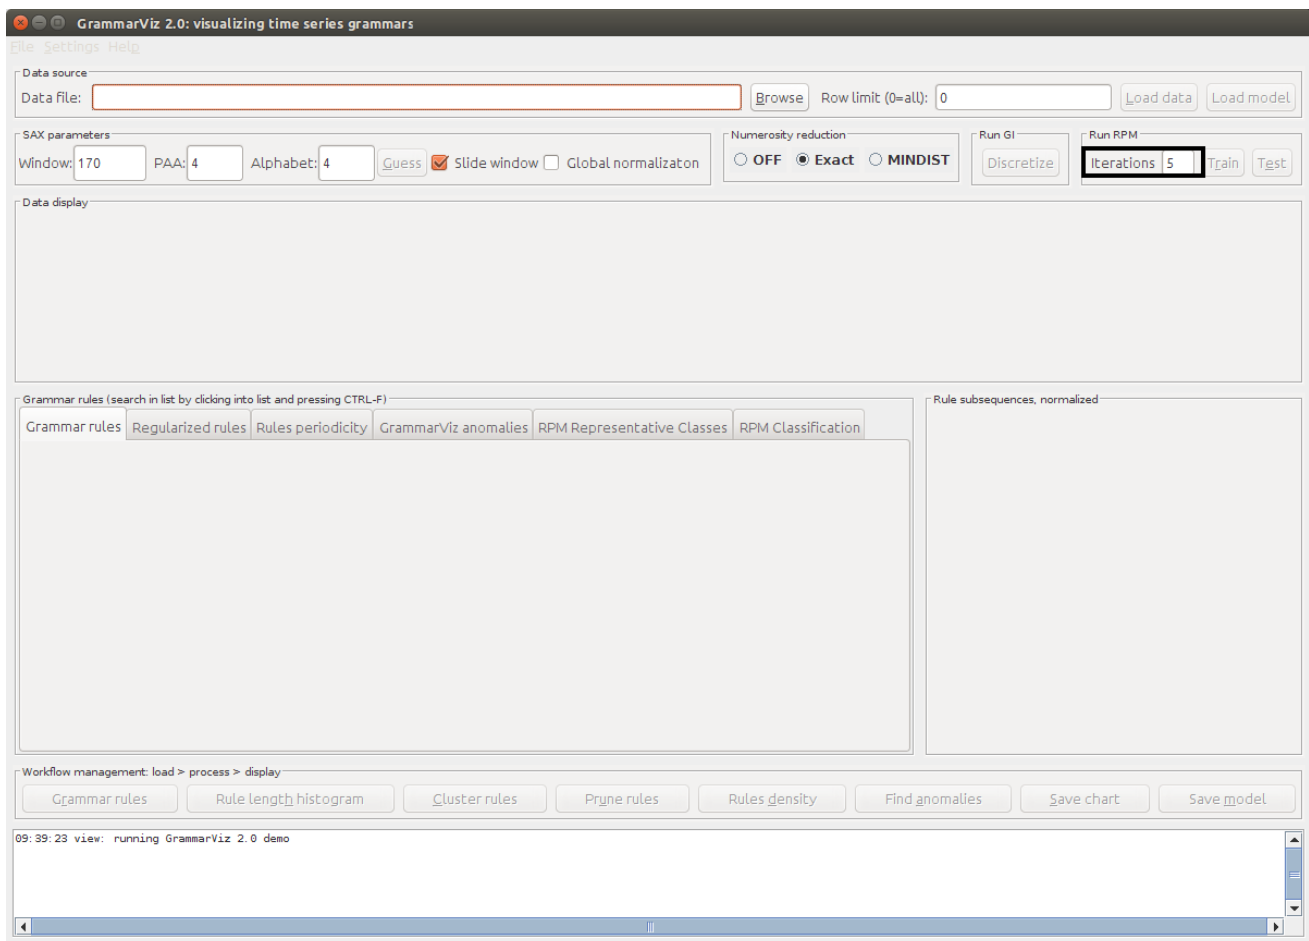 GrammarViz 2.0: visualizing time series grammars
File Settings Help
Data source
Data file: Browse Row limit (0=all): 0 Load data Load model
SAX parameters Numerosity reduction Run GI Run RPM
Window: 170 PAA: 4 Alphabet: 4 Guess Slide window Global normalizaton OFF Exact MINDIST Discretize Iterations 5 Train Test
Data display
Grammar rules (search in list by clicking into list and pressing CTRL-F) Rule subsequences, normalized
Grammar rules Regularized rules Rules periodicity GrammarViz anomalies RPM Representative Classes RPM Classification
Workflow management: load > process > display
Grammar rules Rule length histogram Cluster rules Prune rules Rules density Find anomalies Save chart Save model
09:39:23 view: running GrammarViz 2.0 demo